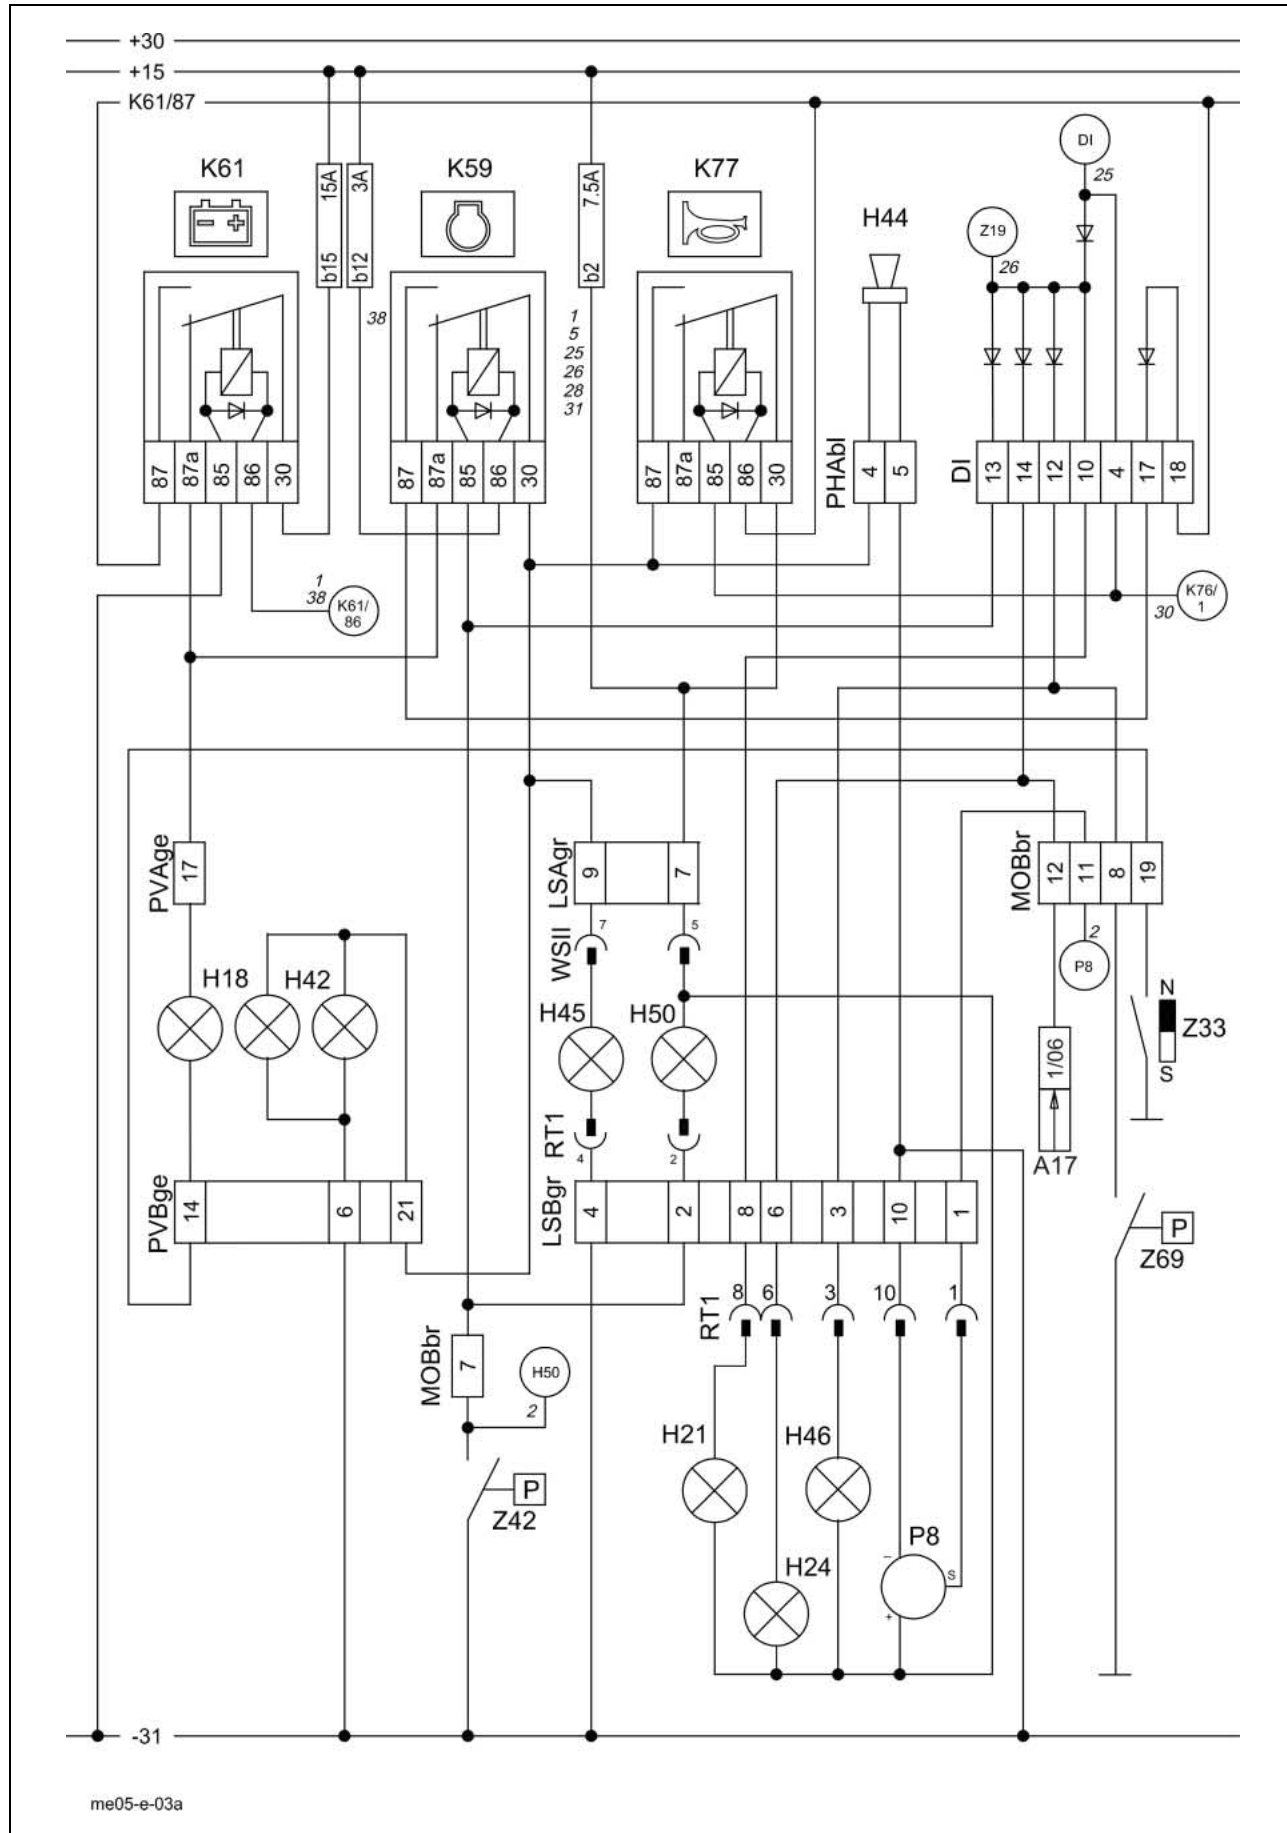 +30
+15
K61/87
K61
15A
b15
3A
b12
K59
38
7.5A
b2
1
5
25
26
28
31
K77
H44
DI
25
Z19
26
87
87a
85
86
30
87
87a
85
86
30
87
87a
85
86
30
PHAbl
4
5
DI
13
14
12
10
4
17
18
1
38
K61/
86
K76/
1
30
PVAge
17
LSAgr
9
7
MOBbr
12
11
8
19
WSII
7
5
2
P8
H18
H42
H45
H50
N
S
Z33
1/06
A17
RT1
4
2
PVBge
14
6
21
LSBgr
4
2
8
6
3
10
1
P
Z69
RT1
8
6
3
10
1
MOBbr
7
H50
2
P
Z42
H21
H46
H24
P8
–
S
+
-31
me05-e-03a